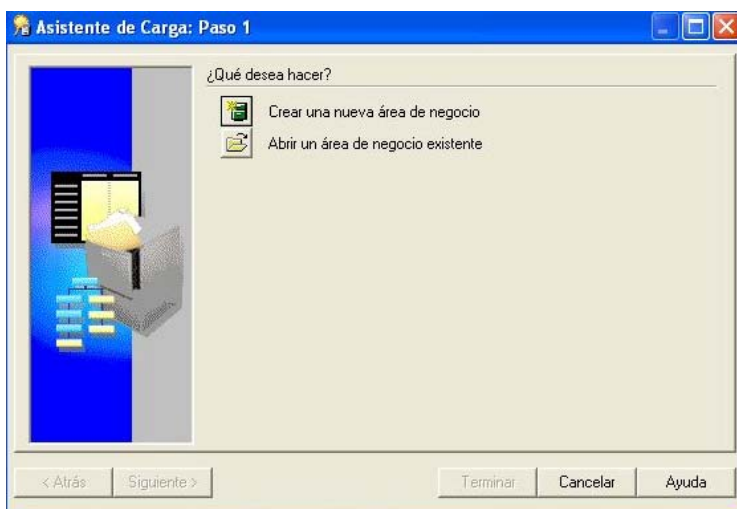 Asistente de Carga: Paso 1
¿Qué desea hacer?
Crear una nueva área de negocio
Abrir un área de negocio existente
< Atrás
Siguiente >
Terminar
Cancelar
Ayuda